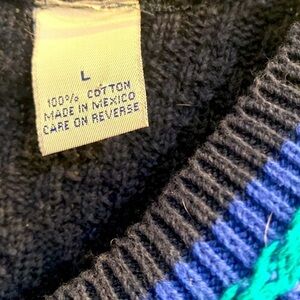 L
100% COTTON
MADE IN MEXICO
CARE ON REVERSE